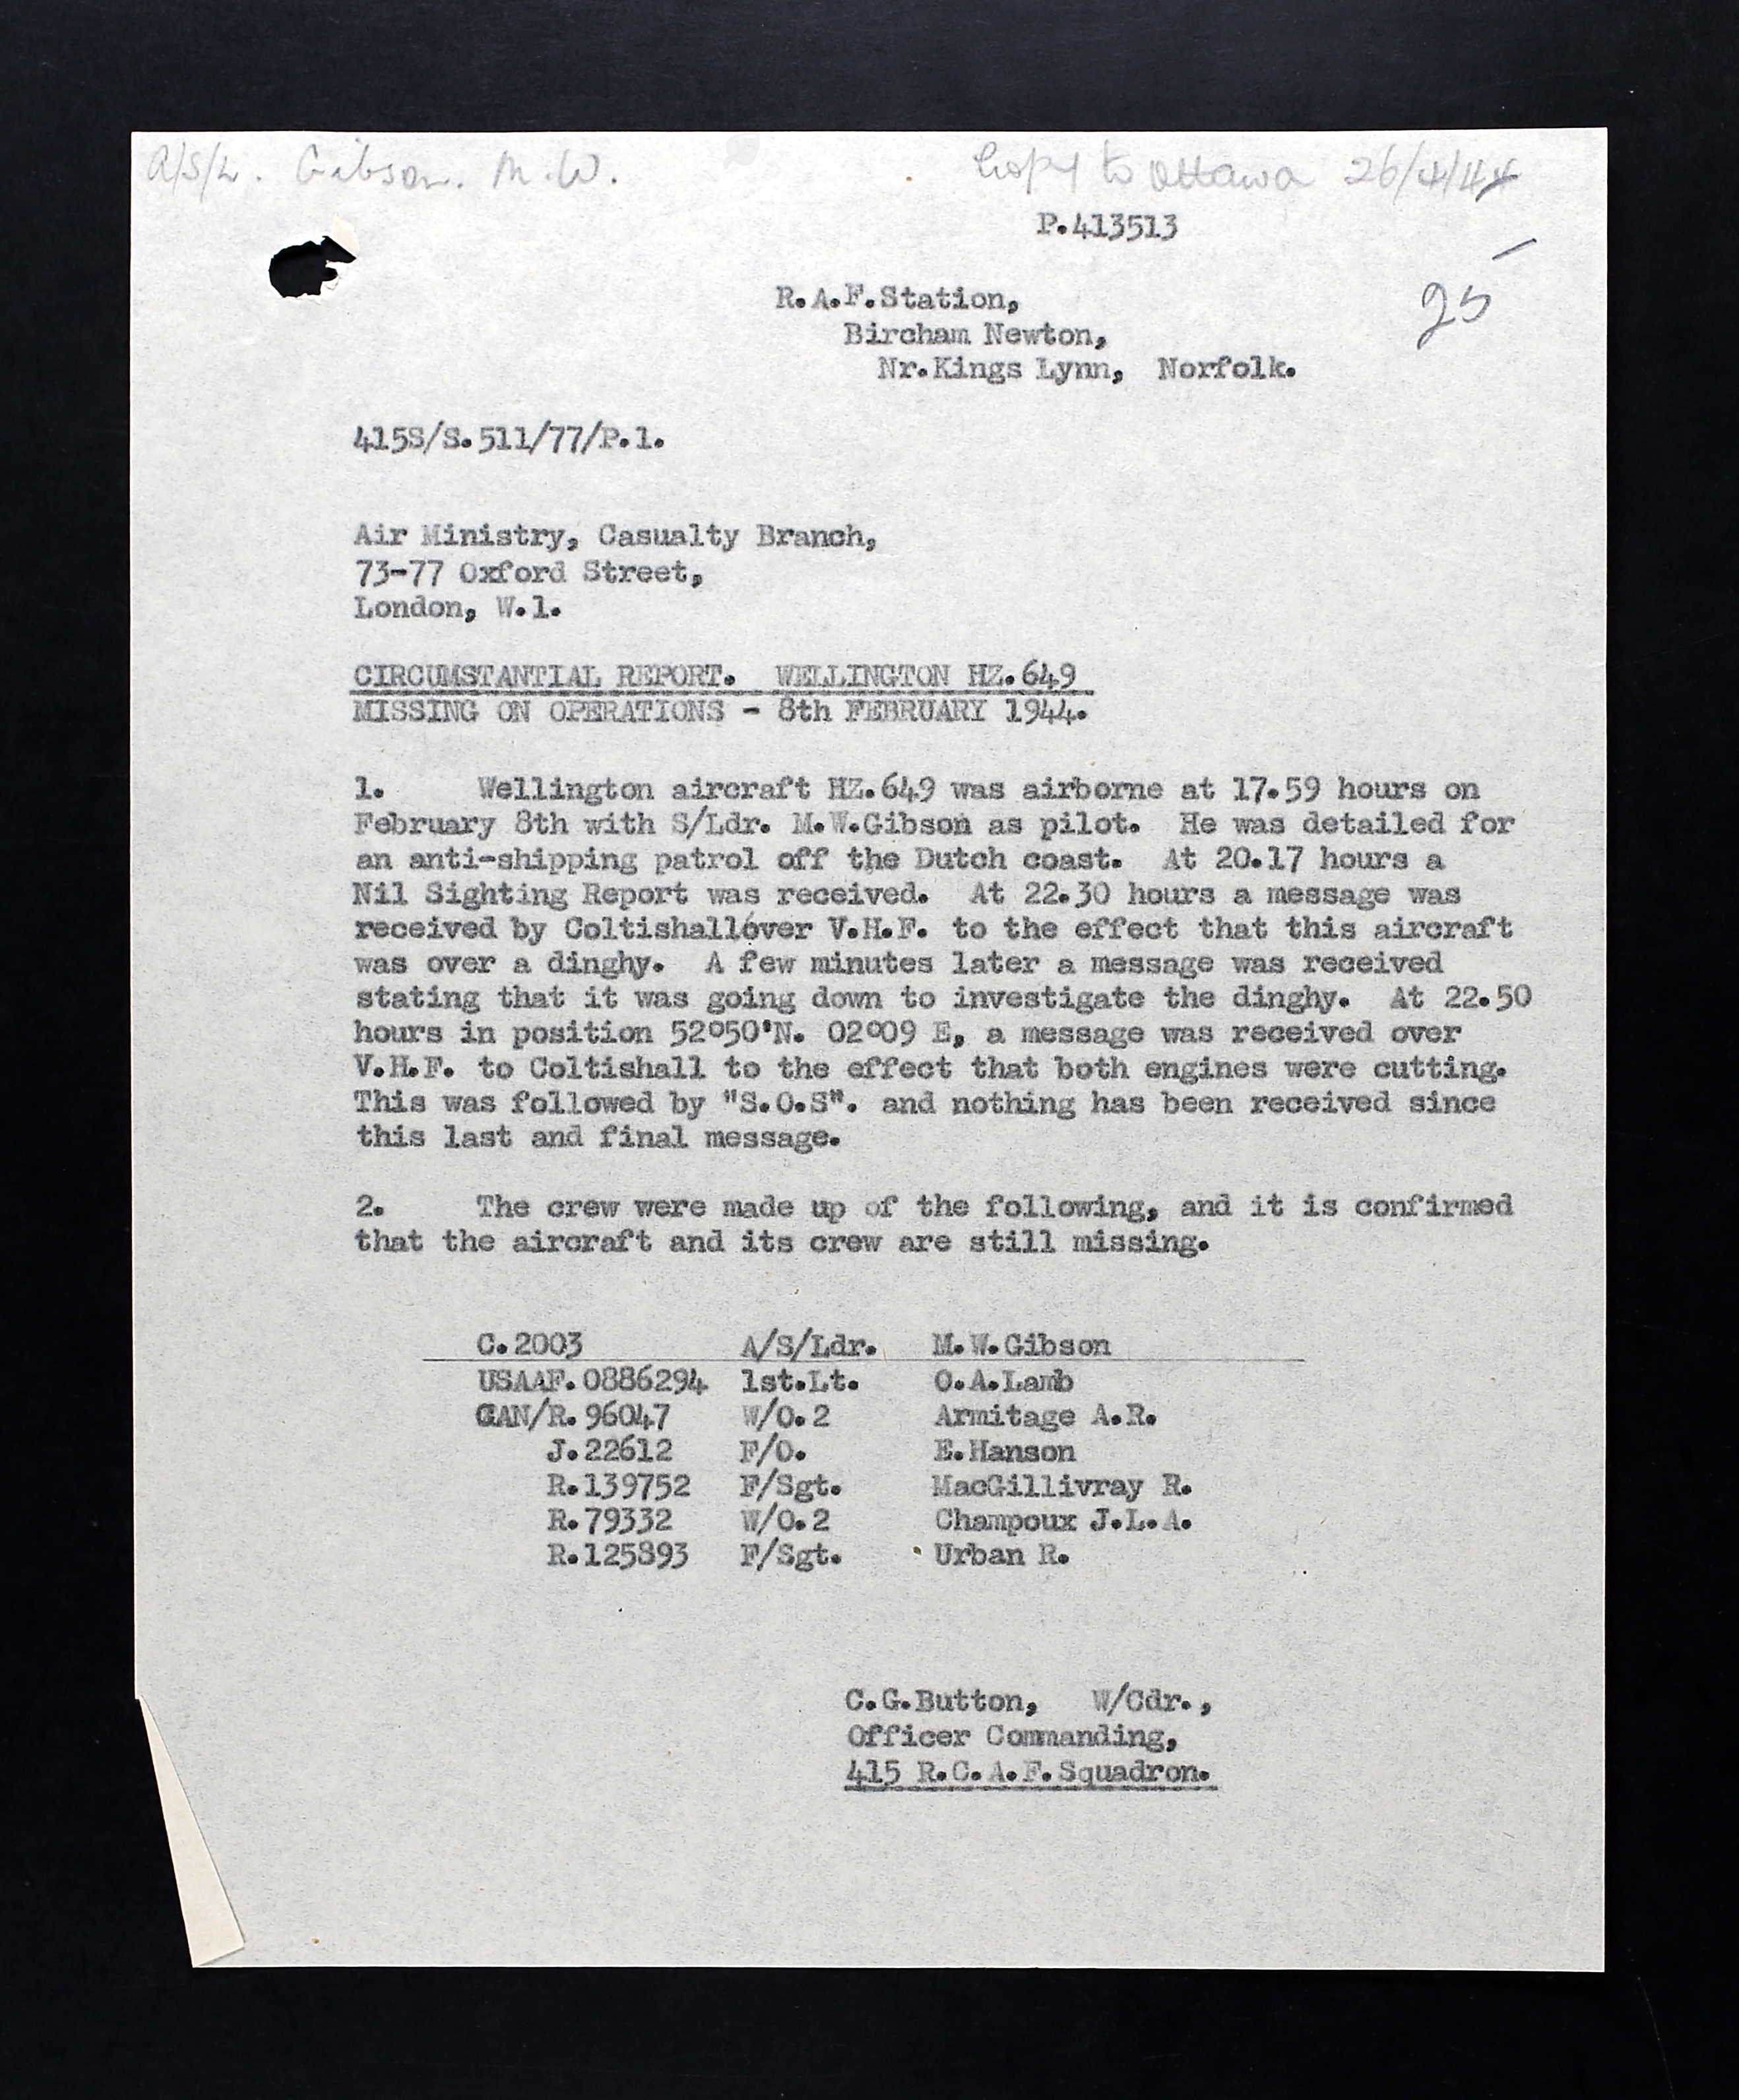 A/S/L. Gibson. M.W.
Copy to Ottawa 26/4/44
P.413513
25
R.A.F.Station,
Bircham Newton,
Nr.Kings Lynn, Norfolk.
415S/S.511/77/P.1.
Air Ministry, Casualty Branch,
73-77 Oxford Street,
London, W.1.
CIRCUMSTANTIAL REPORT. WELLINGTON HZ.649
MISSING ON OPERATIONS - 8th FEBRUARY 1944.
1. Wellington aircraft HZ.649 was airborne at 17.59 hours on
February 8th with S/Ldr. M.W.Gibson as pilot. He was detailed for
an anti-shipping patrol off the Dutch coast. At 20.17 hours a
Nil Sighting Report was received. At 22.30 hours a message was
received by Coltishall over V.H.F. to the effect that this aircraft
was over a dinghy. A few minutes later a message was received
stating that it was going down to investigate the dinghy. At 22.50
hours in position 52°50'N. 02°09 E, a message was received over
V.H.F. to Coltishall to the effect that both engines were cutting.
This was followed by "S.O.S". and nothing has been received since
this last and final message.
2. The crew were made up of the following, and it is confirmed
that the aircraft and its crew are still missing.
C.2003 A/S/Ldr. M.W.Gibson
USAAF.0886294 1st.Lt. O.A.Lamb
CAN/R.96047 W/O.2 Armitage A.R.
J.22612 F/O. E.Hanson
R.139752 F/Sgt. MacGillivray R.
R.79332 W/O.2 Champoux J.L.A.
R.125893 F/Sgt. Urban R.
C.G.Button, W/Cdr.,
Officer Commanding,
415 R.C.A.F.Squadron.